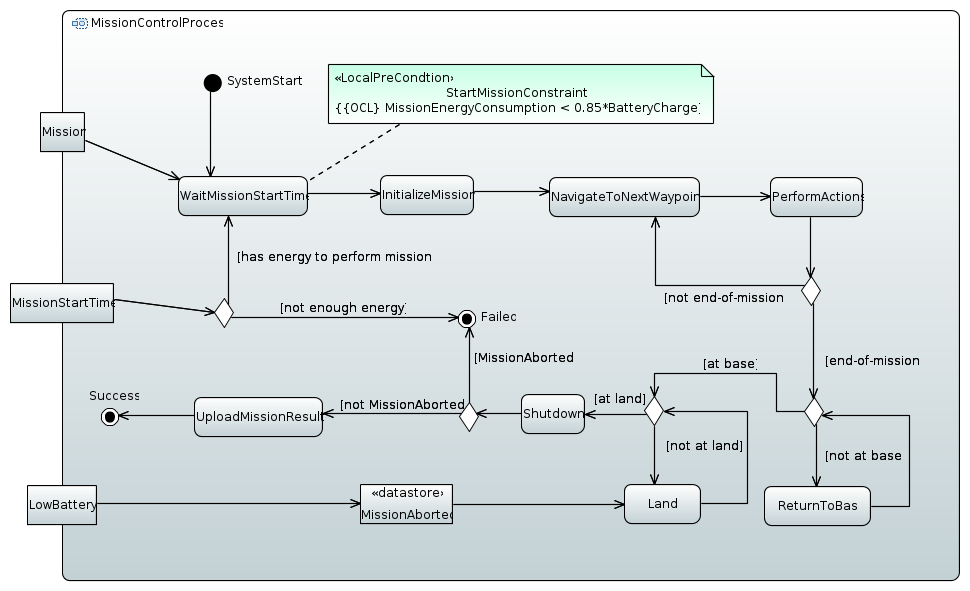 MissionControlProces
SystemStart
«LocalPreCondtion›
StartMissionConstraint
{{OCL} MissionEnergyConsumption < 0.85*BatteryCharge}
Mission
WaitMissionStartTime
InitializeMission
NavigateToNextWaypoin
PerformActions
[has energy to perform mission
MissionStartTime
[not enough energy]
Failec
[not end-of-mission
[MissionAborted
[at base]
[end-of-mission
Success
UploadMissionResult
[not MissionAborted]
Shutdown
[at land]
[not at land]
[not at base
LowBattery
«datastore›
MissionAborted
Land
ReturnToBas